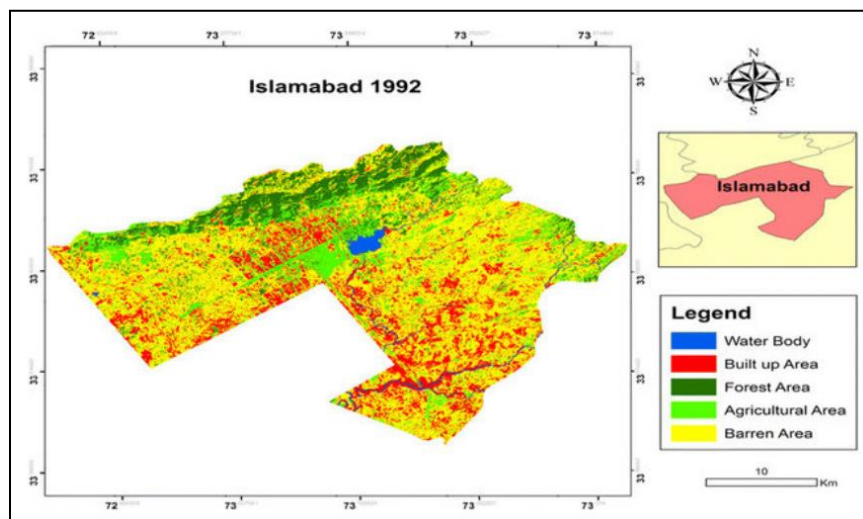 72 73 73 73 73
Islamabad 1992
N
W E
S
33 33
33 33
33 33
33 33
33 33
Islamabad
Legend
Water Body
Built up Area
Forest Area
Agricultural Area
Barren Area
10
Km
72 73 73 73 73